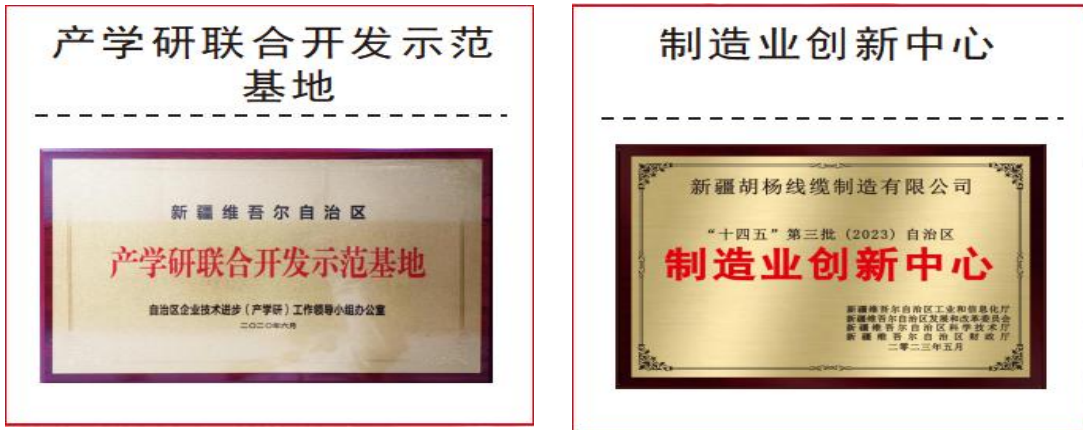 产学研联合开发示范
基地
新疆维吾尔自治区
产学研联合开发示范基地
自治区企业技术进步(产学研)工作领导小组办公室
二〇二〇年六月
制造业创新中心
新疆胡杨线缆制造有限公司
“十四五”第三批(2023)自治区
制造业创新中心
新疆维吾尔自治区工业和信息化厅
新疆维吾尔自治区发展和改革委员会
新疆维吾尔自治区科学技术厅
新疆维吾尔自治区财政厅
二零二三年五月